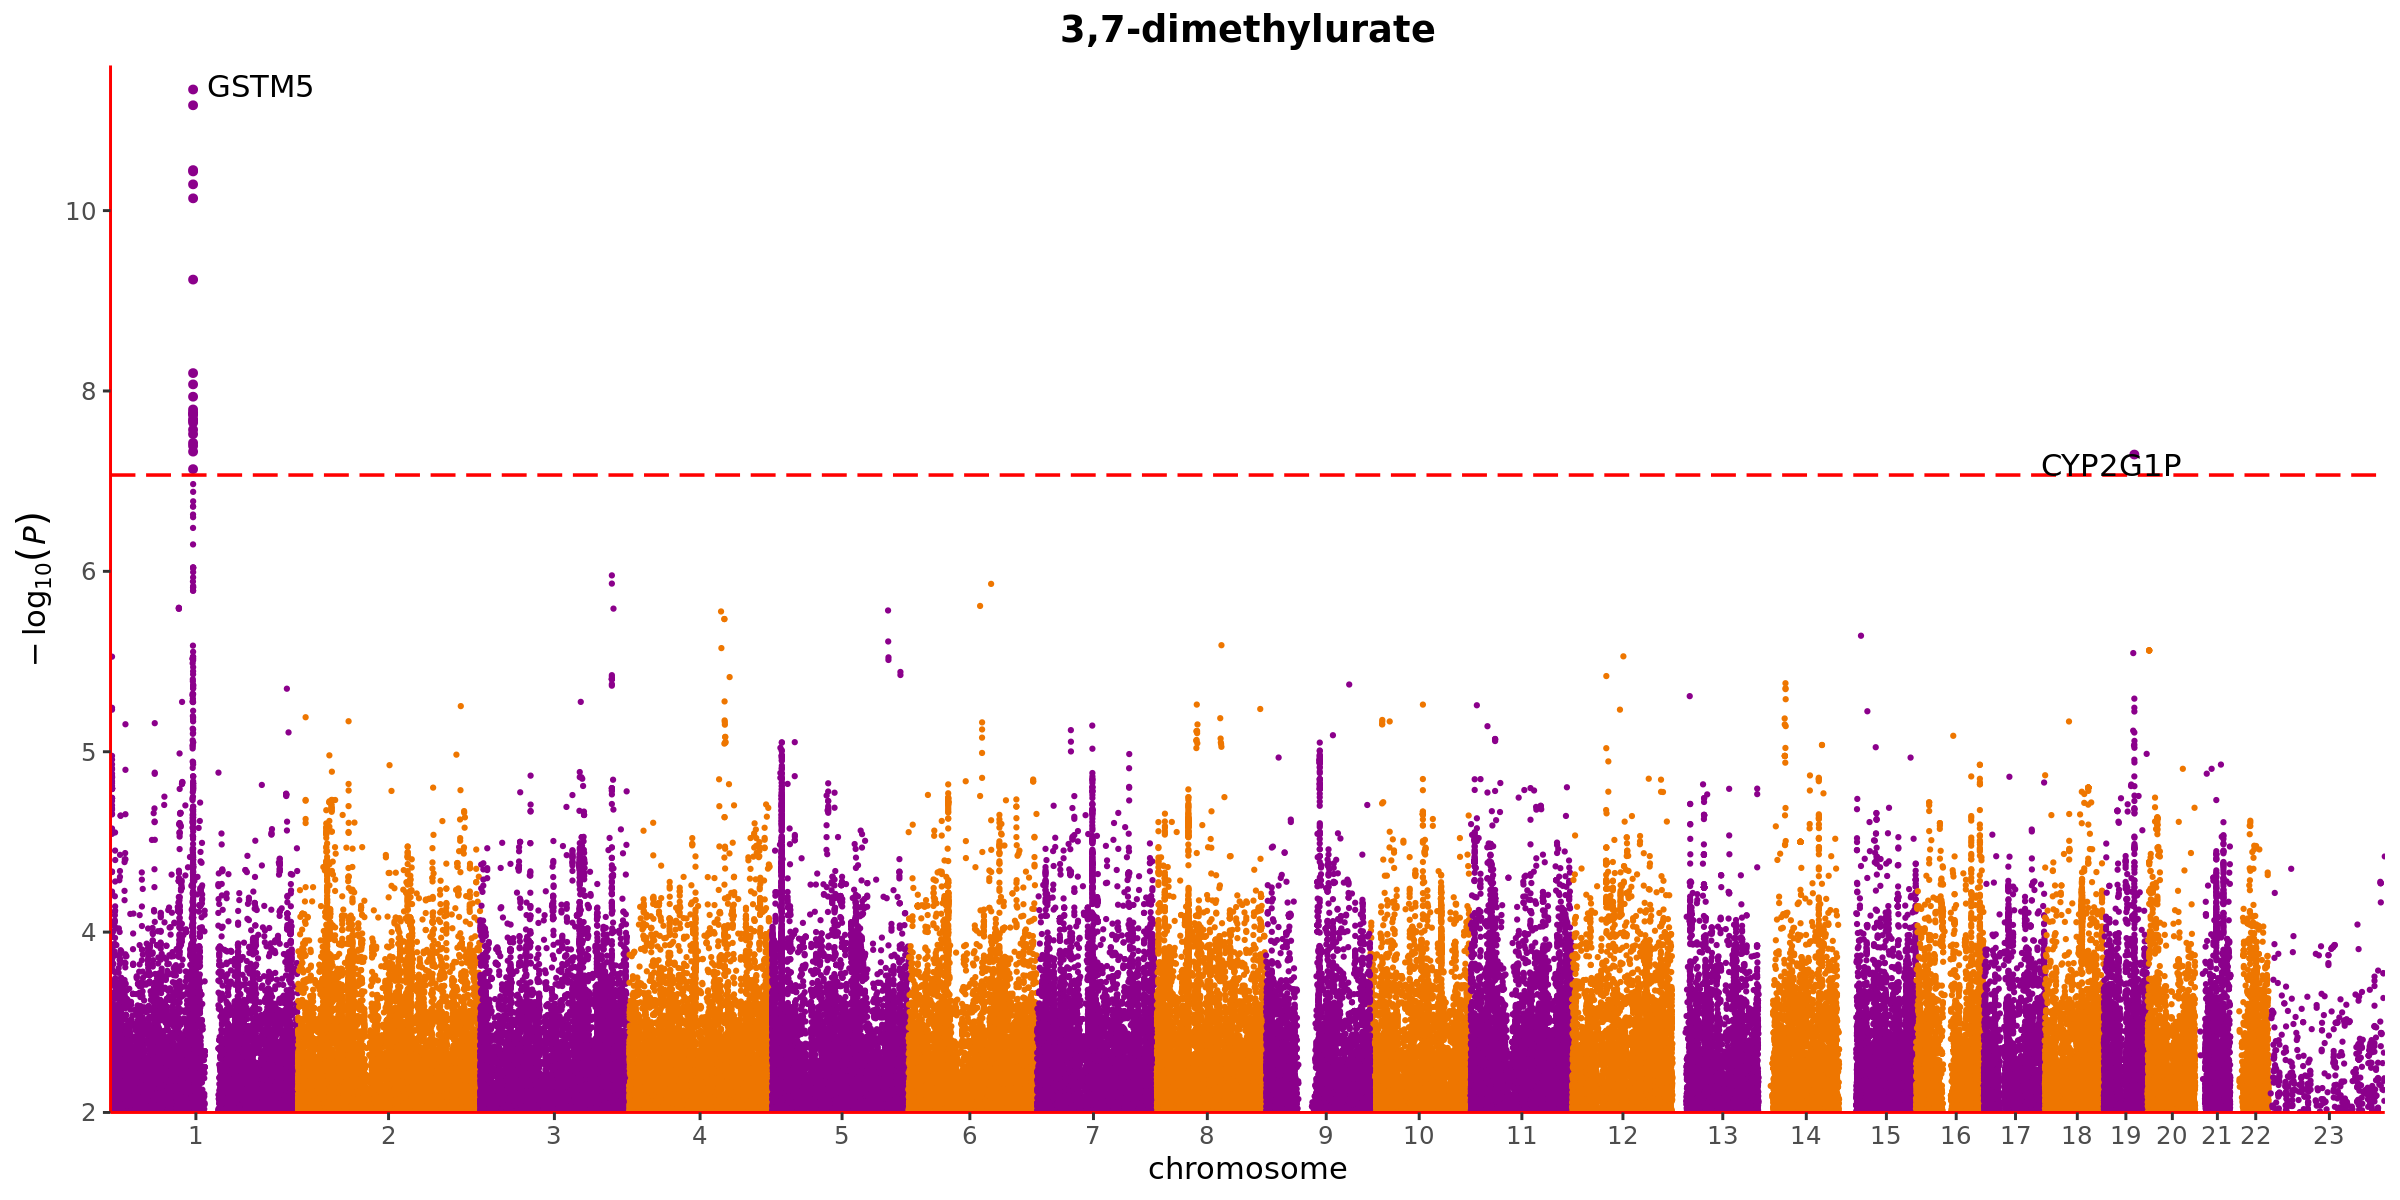 3,7-dimethylurate
GSTM5
10
8
CYP2G1P
6
5
4
2
− log10(P)
1 2 3 4 5 6 7 8 9 10 11 12 13 14 15 16 17 18 19 20 21 22 23
chromosome